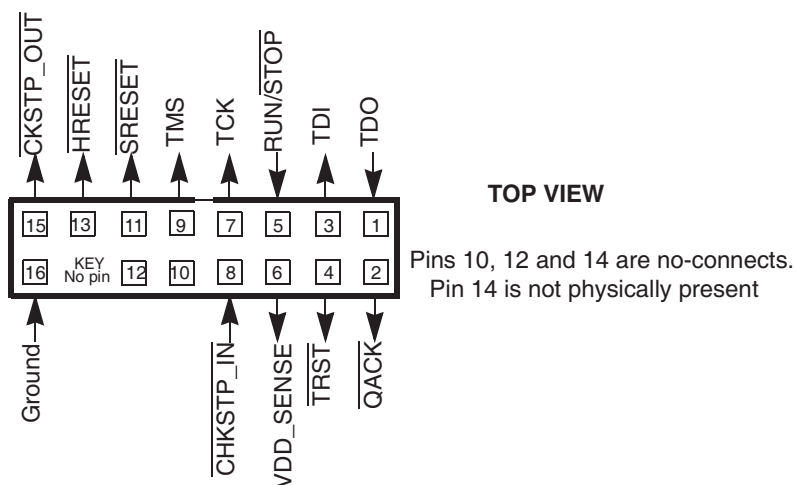 CKSTP_OUT
HRESET
SRESET
TMS
TCK
RUN/STOP
TDI
TDO
TOP VIEW
15 13 11 9 7 5 3 1
16 KEY No pin 12 10 8 6 4 2
Pins 10, 12 and 14 are no-connects.
Pin 14 is not physically present
Ground
CHKSTP_IN
VDD_SENSE
TRST
QACK